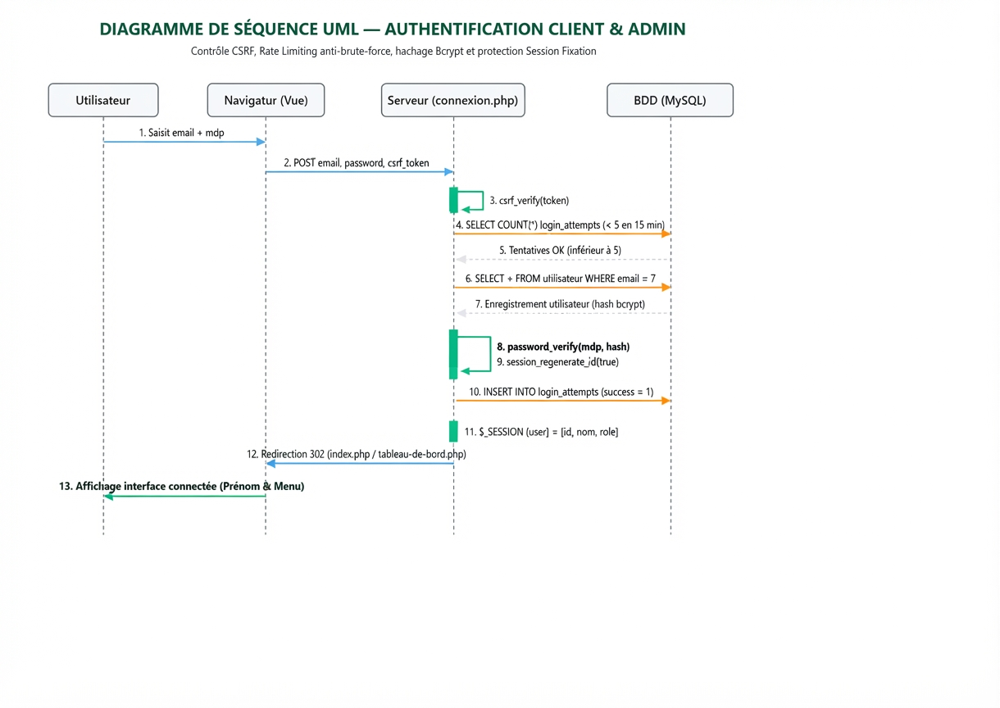 DIAGRAMME DE SÉQUENCE UML — AUTHENTIFICATION CLIENT & ADMIN
Contrôle CSRF, Rate Limiting anti-brute-force, hachage Bcrypt et protection Session Fixation
Utilisateur
Navigatur (Vue)
Serveur (connexion.php)
BDD (MySQL)
1. Saisit email + mdp
2. POST email, password, csrf_token
3. csrf_verify(token)
4. SELECT COUNT(*) login_attempts (< 5 en 15 min)
5. Tentatives OK (inférieur à 5)
6. SELECT + FROM utilisateur WHERE email = 7
7. Enregistrement utilisateur (hash bcrypt)
8. password_verify(mdp, hash)
9. session_regenerate_id(true)
10. INSERT INTO login_attempts (success = 1)
11. $_SESSION (user] = [id, nom, role]
12. Redirection 302 (index.php / tableau-de-bord.php)
13. Affichage interface connectée (Prénom & Menu)